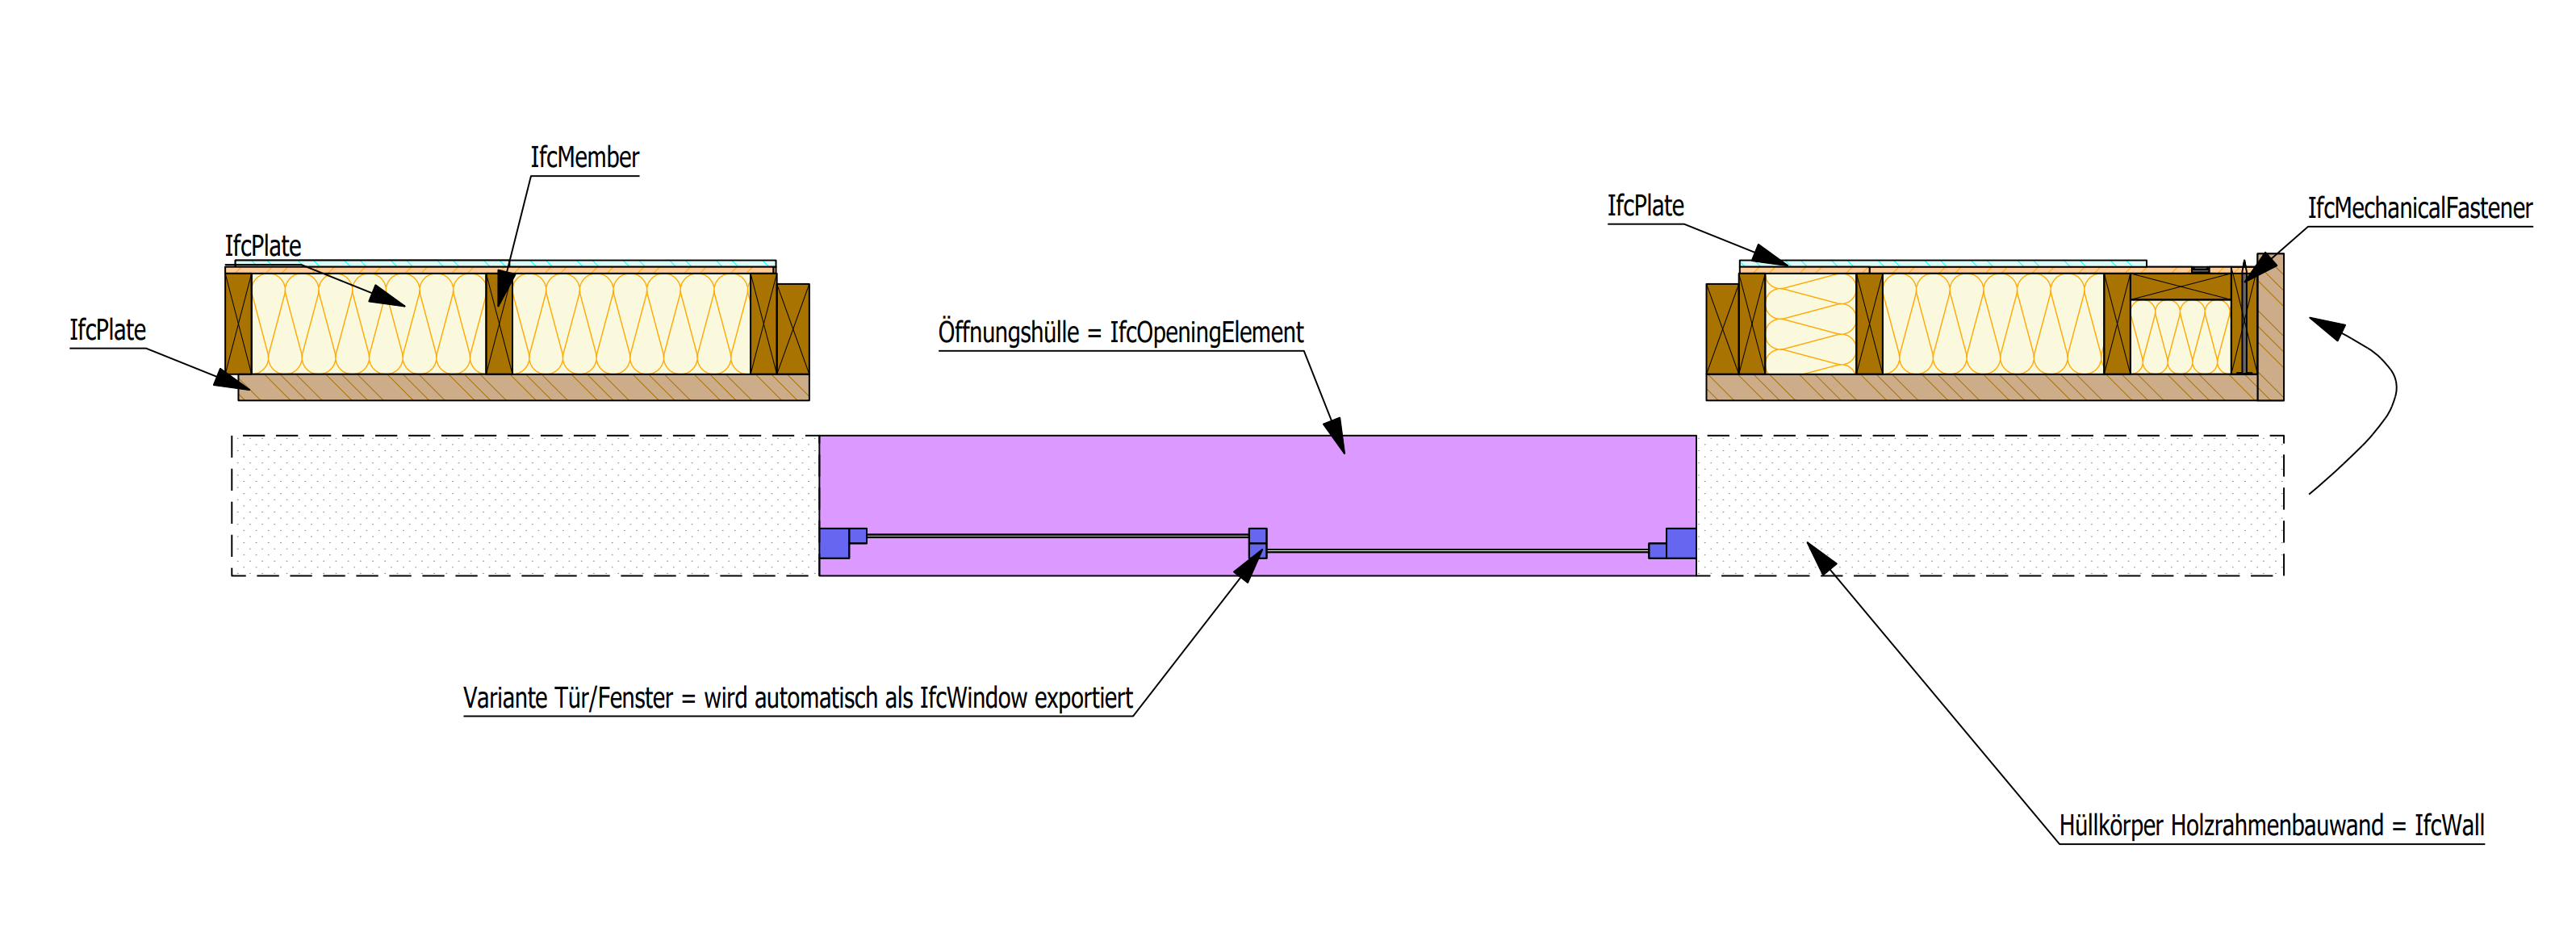 IfcMember
IfcPlate
IfcMechanicalFastener
IfcPlate
IfcPlate
Öffnungshülle = IfcOpeningElement
Variante Tür/Fenster = wird automatisch als IfcWindow exportiert
Hüllkörper Holzrahmenbauwand = IfcWall